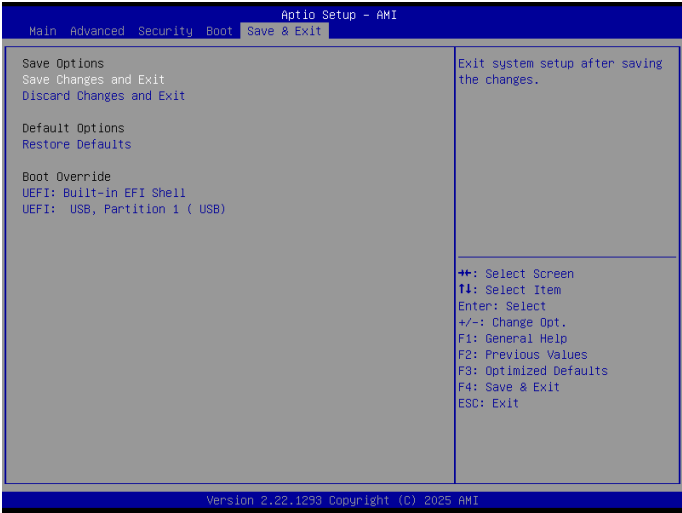 Aptio Setup - AMI
Main Advanced Security Boot Save & Exit
Save Options
Save Changes and Exit
Discard Changes and Exit
Default Options
Restore Defaults
Boot Override
UEFI: Built-in EFI Shell
UEFI: USB, Partition 1 ( USB)
Exit system setup after saving
the changes.
→←: Select Screen
↑↓: Select Item
Enter: Select
+/-: Change Opt.
F1: General Help
F2: Previous Values
F3: Optimized Defaults
F4: Save & Exit
ESC: Exit
Version 2.22.1293 Copyright (C) 2025 AMI